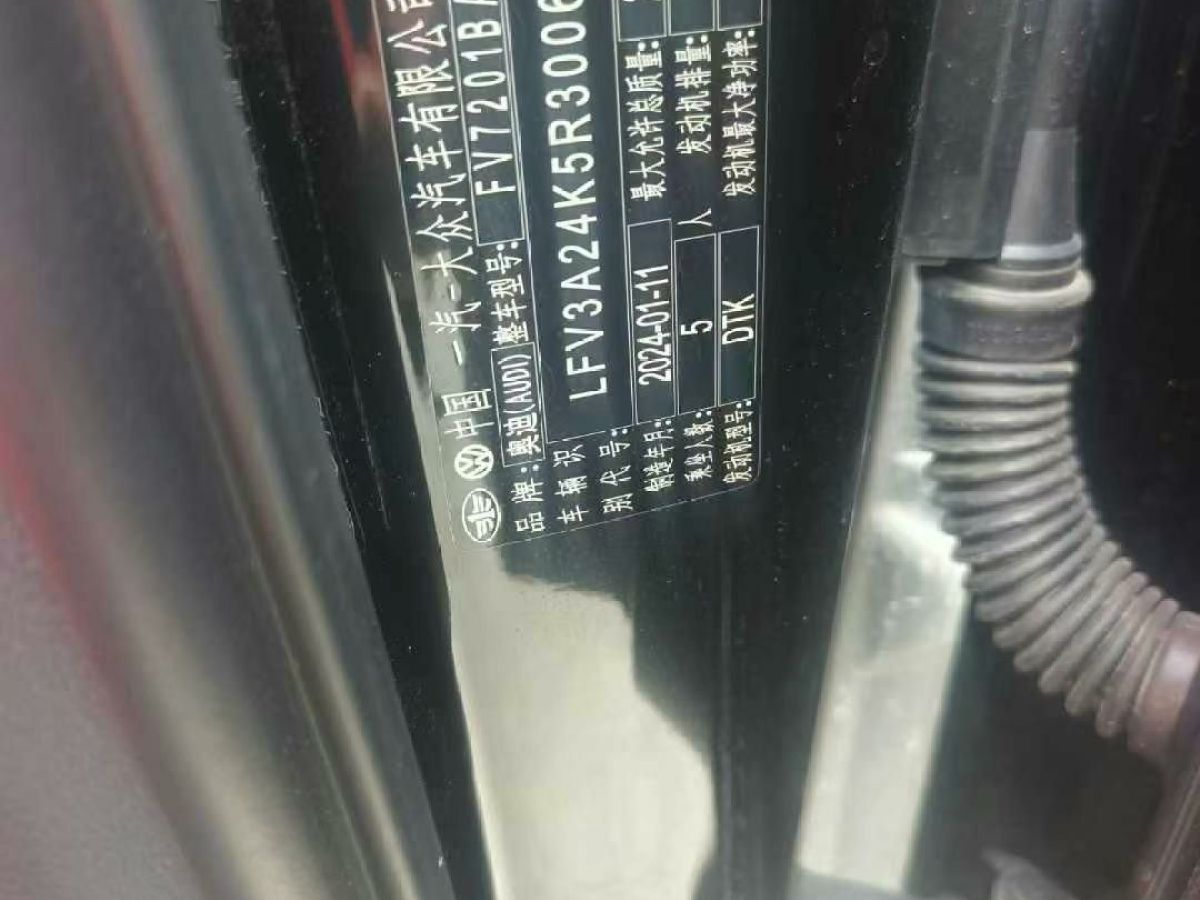 中国 一汽-大众汽车有限公司
品牌:奥迪(AUDI) 整车型号: FV7201BA
车辆识别代号: LFV3A24K5R3006
制造年月: 2024-01-11 最大允许总质量:
乘坐人数: 5 人 发动机排量:
发动机型号: DTK 发动机最大净功率: